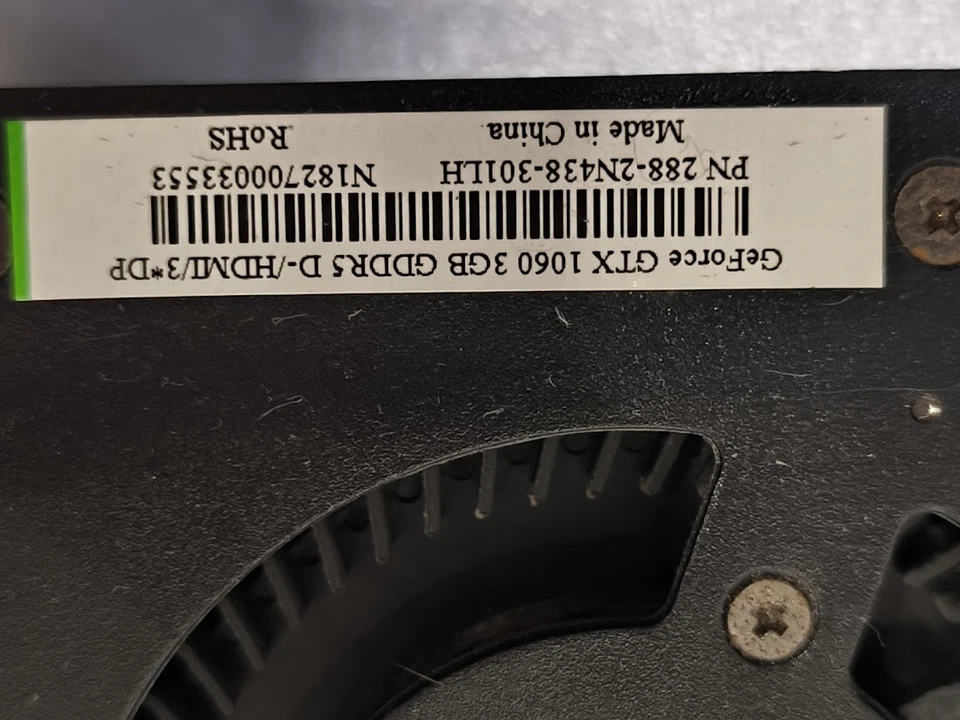 GeForce GTX 1060 3GB GDDR5 D-/HDMI/3*DP
PN 288-2N438-301LH N182700033553
Made in China RoHS